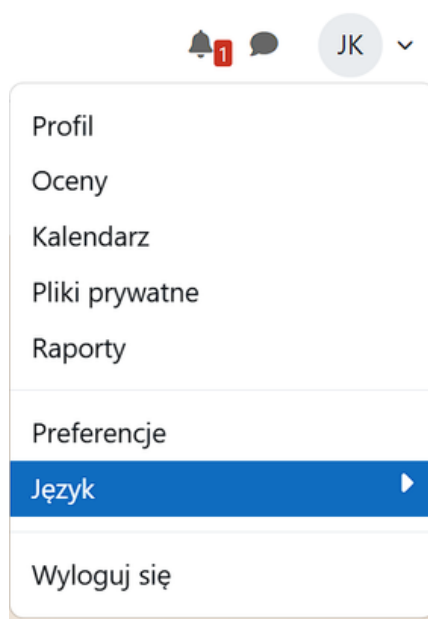 1
JK
Profil
Oceny
Kalendarz
Pliki prywatne
Raporty
Preferencje
Język
Wyloguj się